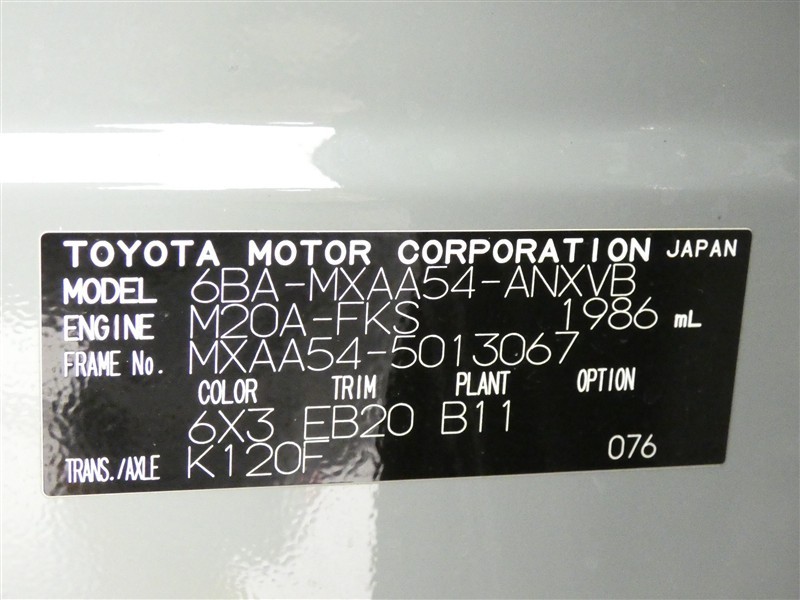 TOYOTA MOTOR CORPORATION JAPAN
MODEL 6BA-MXAA54-ANXVB
ENGINE M20A-FKS 1986 mL
FRAME No. MXAA54-5013067
COLOR TRIM PLANT OPTION
6X3 EB20 B11
TRANS./AXLE K120F 076